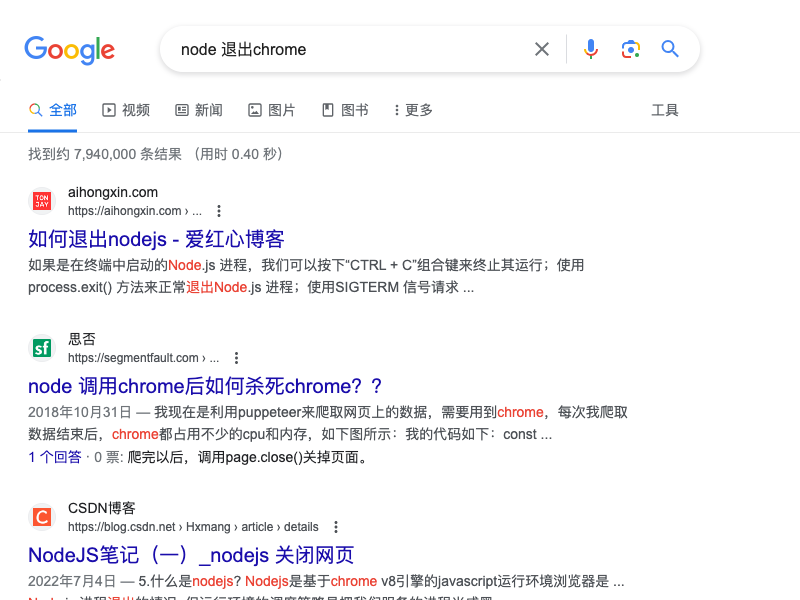 Google
node 退出chrome
全部 视频 新闻 图片 图书 更多 工具
找到约 7,940,000 条结果 （用时 0.40 秒）
TON
JAY
aihongxin.com
https://aihongxin.com › ...
如何退出nodejs - 爱红心博客
如果是在终端中启动的Node.js 进程，我们可以按下“CTRL + C”组合键来终止其运行；使用
process.exit() 方法来正常退出Node.js 进程；使用SIGTERM 信号请求 ...
sf
思否
https://segmentfault.com › ...
node 调用chrome后如何杀死chrome？？
2018年10月31日 — 我现在是利用puppeteer来爬取网页上的数据，需要用到chrome，每次我爬取
数据结束后，chrome都占用不少的cpu和内存，如下图所示：我的代码如下：const ...
1 个回答 · 0 票: 爬完以后，调用page.close()关掉页面。
C
CSDN博客
https://blog.csdn.net › Hxmang › article › details
NodeJS笔记（一）_nodejs 关闭网页
2022年7月4日 — 5.什么是nodejs? Nodejs是基于chrome v8引擎的javascript运行环境浏览器是 ...